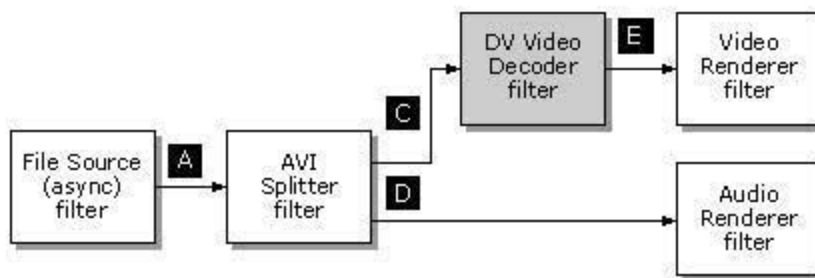 File Source
(async)
filter
A
AVI
Splitter
filter
C
D
DV Video
Decoder
filter
E
Video
Renderer
filter
Audio
Renderer
filter